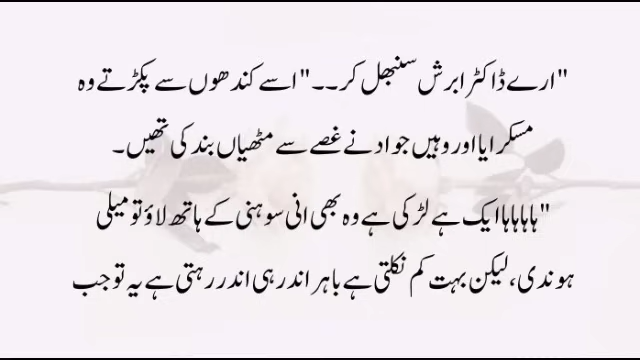 "ارے ڈاکٹر ابرش سنبھل کر۔۔" اسے کندھوں سے پکڑتے وہ
مسکرایا اور وہیں جواد نے غصے سے مٹھیاں بند کی تھیں۔
"ہاہاہاہا ایک ہے لڑکی ہے وہ بھی انی سوہنی کے ہاتھ لاؤ تو میلی
ہوندی، لیکن بہت کم نکلتی ہے باہر اندر ہی اندر رہتی ہے یہ تو جب